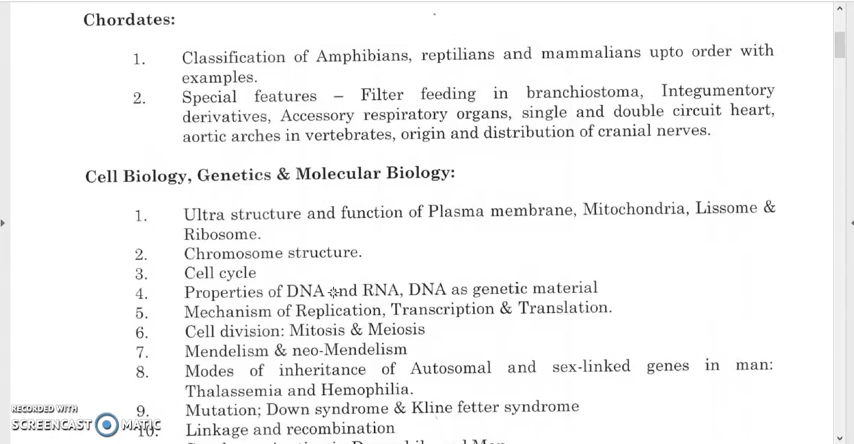 Chordates:
1. Classification of Amphibians, reptilians and mammalians upto order with
examples.
2. Special features – Filter feeding in branchiostoma, Integumentory
derivatives, Accessory respiratory organs, single and double circuit heart,
aortic arches in vertebrates, origin and distribution of cranial nerves.
Cell Biology, Genetics & Molecular Biology:
1. Ultra structure and function of Plasma membrane, Mitochondria, Lissome &
Ribosome.
2. Chromosome structure.
3. Cell cycle
4. Properties of DNA and RNA, DNA as genetic material
5. Mechanism of Replication, Transcription & Translation.
6. Cell division: Mitosis & Meiosis
7. Mendelism & neo-Mendelism
8. Modes of inheritance of Autosomal and sex-linked genes in man:
Thalassemia and Hemophilia.
9. Mutation; Down syndrome & Kline fetter syndrome
10. Linkage and recombination
RECORDED WITH
SCREENCAST MATIC